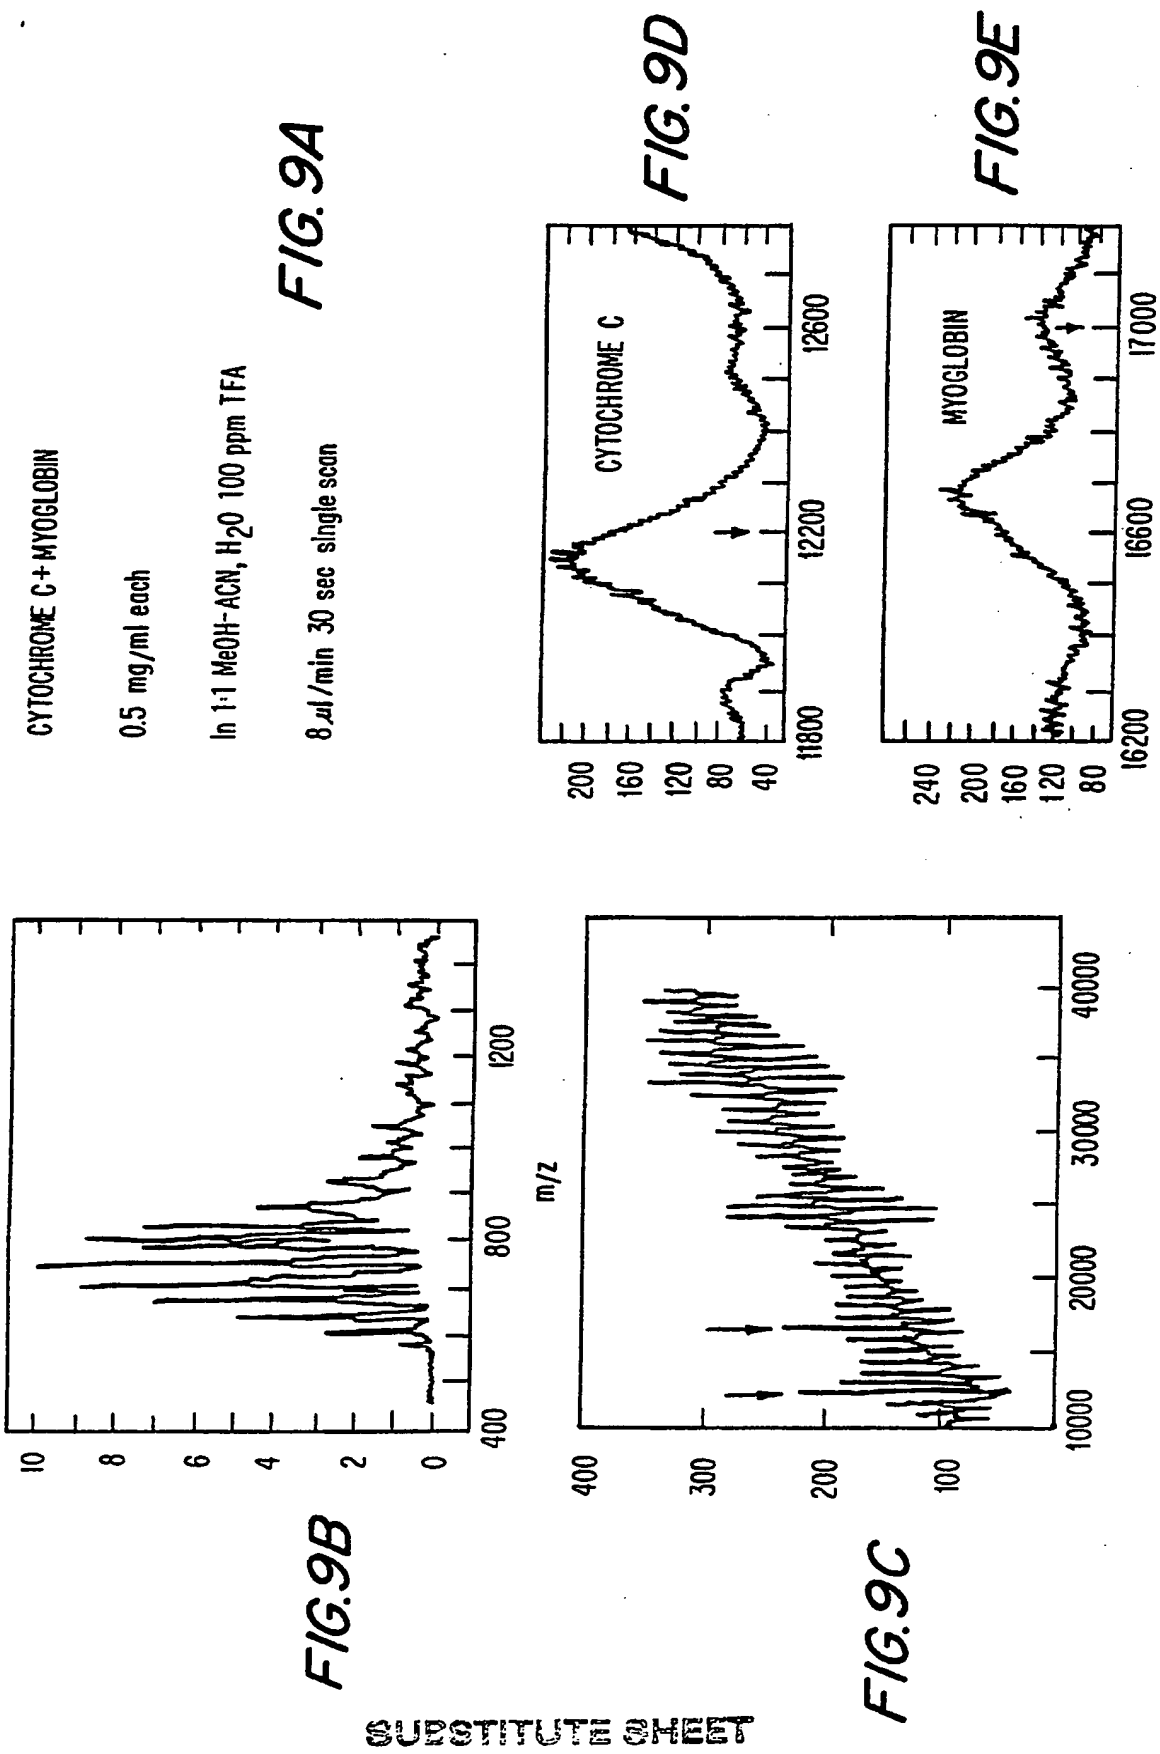 CYTOCHROME C+MYOGLOBIN
0.5 mg/ml each
In 1:1 MeOH-ACN, H2O 100 ppm TFA
8 µl/min 30 sec single scan
FIG. 9A
10
8
6
4
2
0
400
800
1200
m/z
FIG.9B
400
300
200
100
10000
20000
30000
40000
FIG.9C
CYTOCHROME C
200
160
120
80
40
11800
12200
12600
FIG. 9D
MYOGLOBIN
240
200
160
120
80
16200
16600
17000
FIG. 9E
SUBSTITUTE SHEET